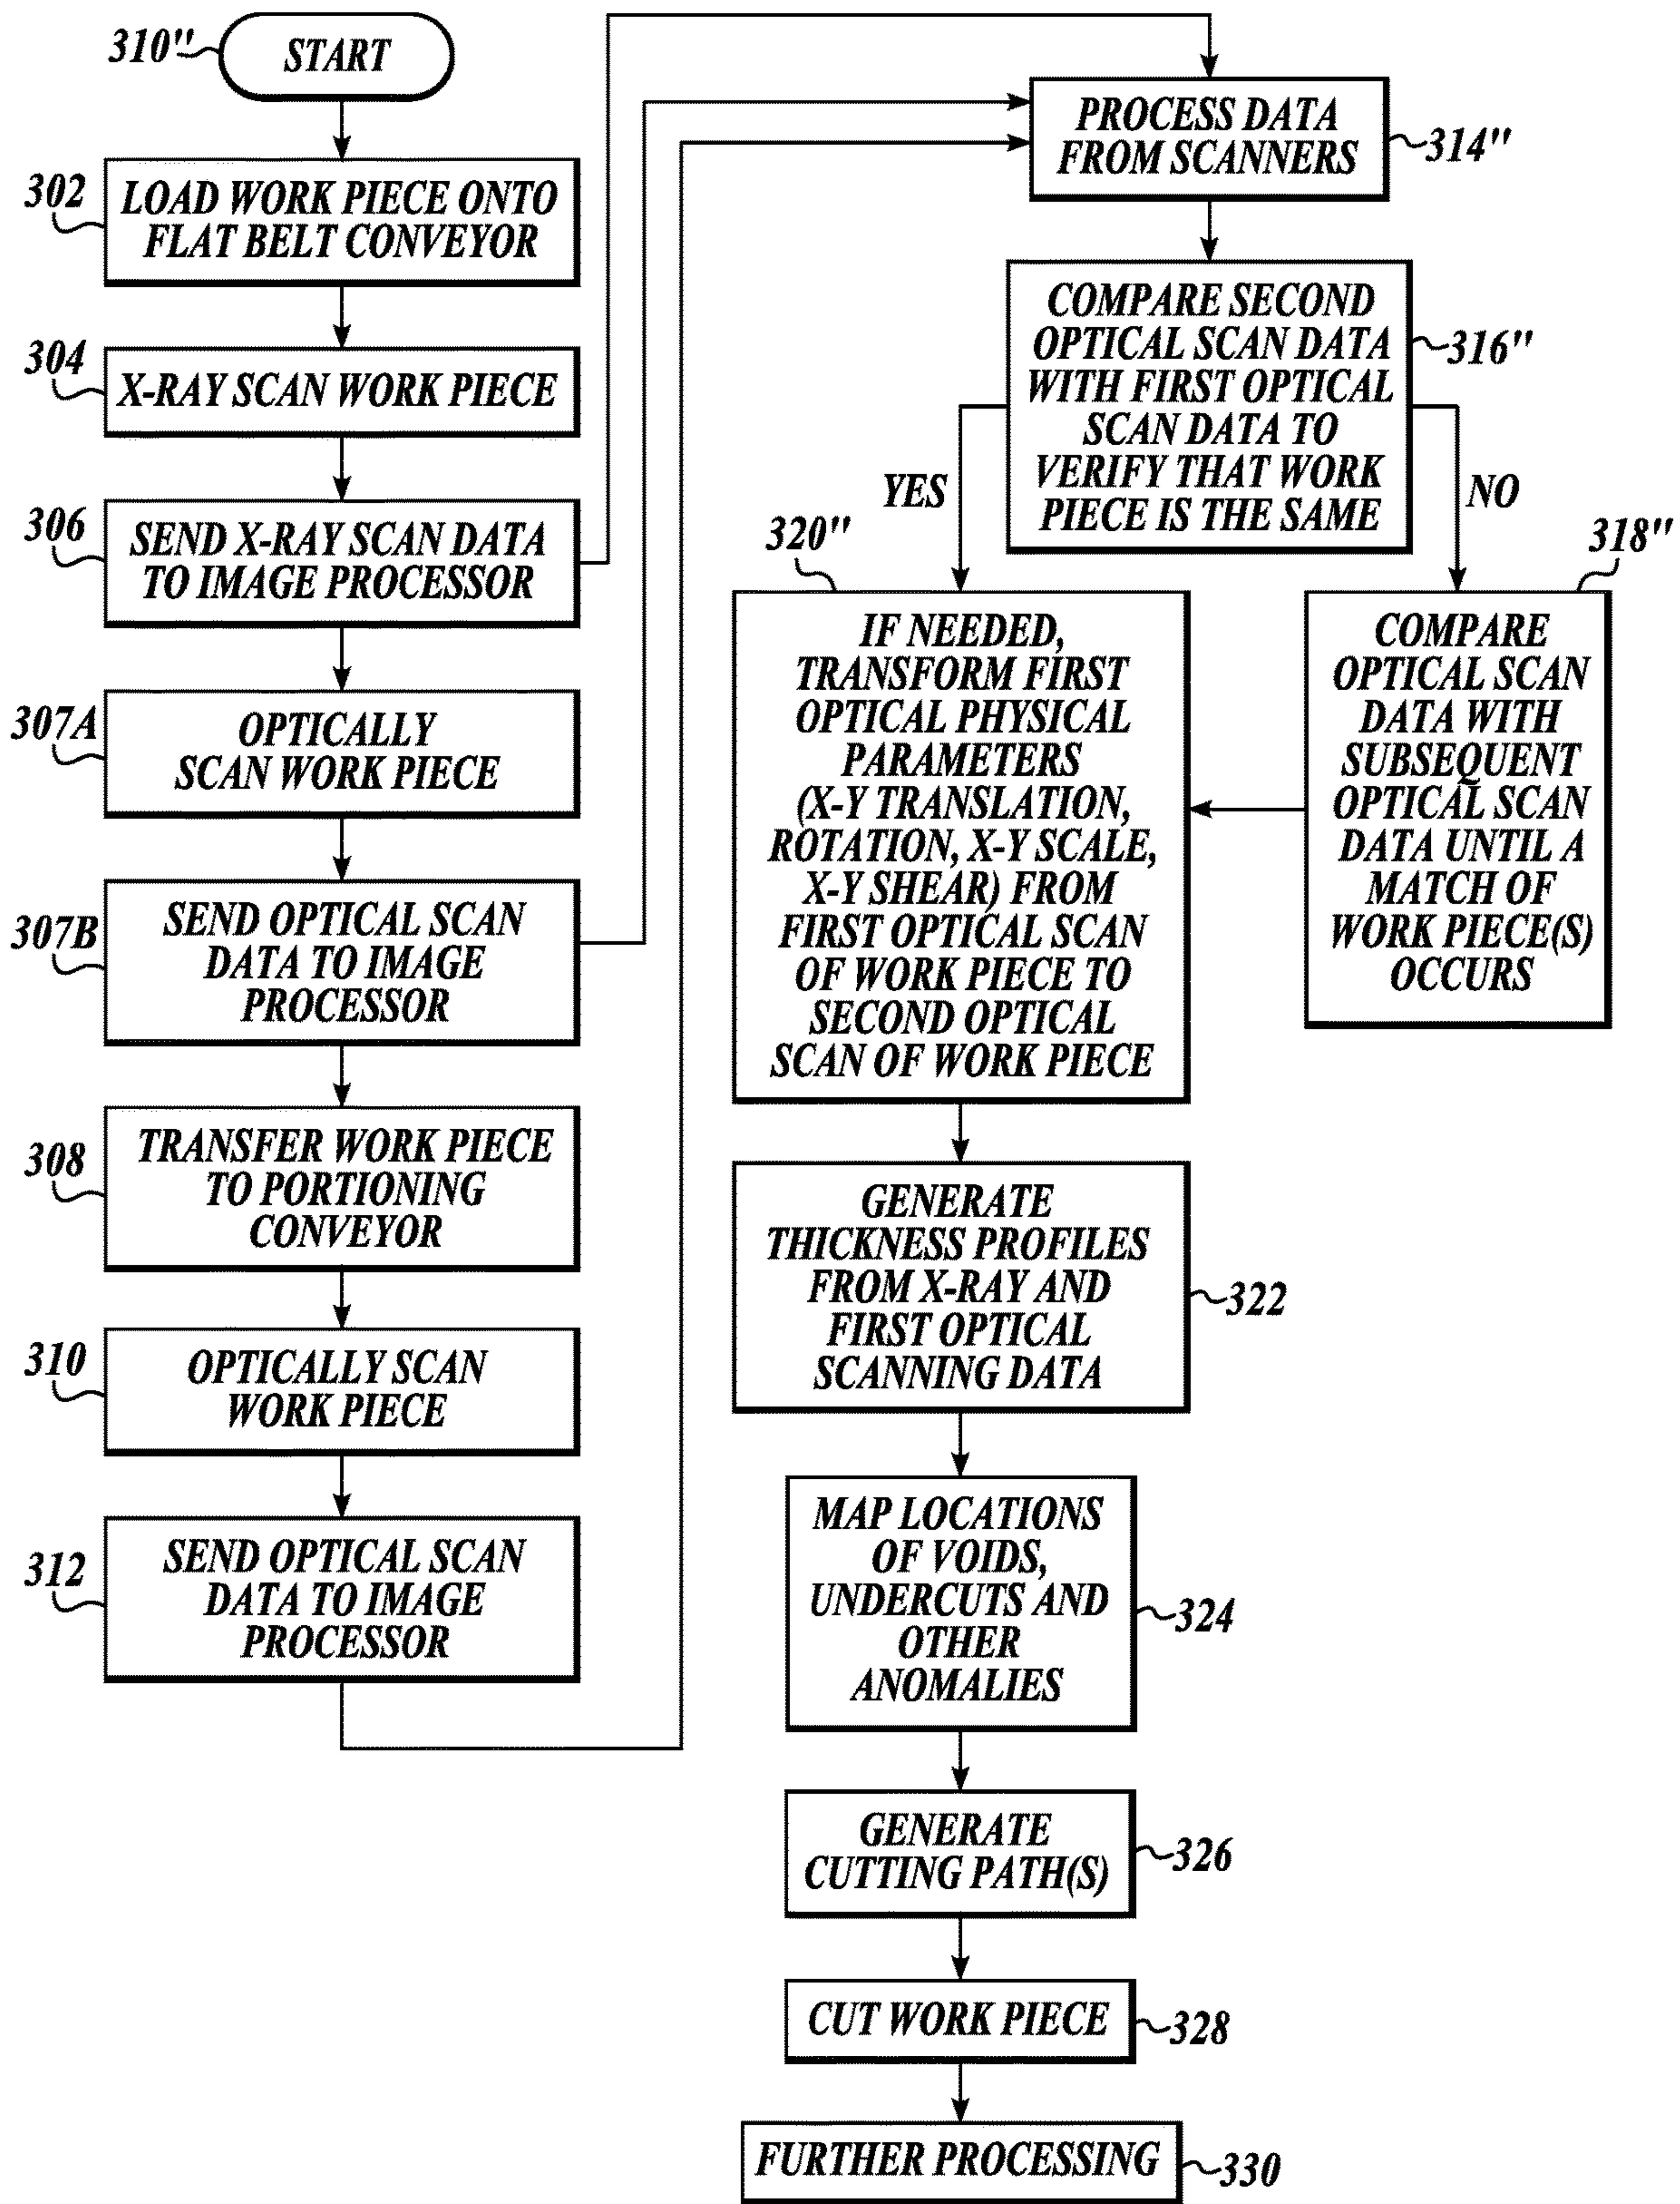 310"
START
302
LOAD WORK PIECE ONTO
FLAT BELT CONVEYOR
304
X-RAY SCAN WORK PIECE
306
SEND X-RAY SCAN DATA
TO IMAGE PROCESSOR
307A
OPTICALLY
SCAN WORK PIECE
307B
SEND OPTICAL SCAN
DATA TO IMAGE
PROCESSOR
308
TRANSFER WORK PIECE
TO PORTIONING
CONVEYOR
310
OPTICALLY SCAN
WORK PIECE
312
SEND OPTICAL SCAN
DATA TO IMAGE
PROCESSOR
PROCESS DATA
FROM SCANNERS
314"
COMPARE SECOND
OPTICAL SCAN DATA
WITH FIRST OPTICAL
SCAN DATA TO
VERIFY THAT WORK
PIECE IS THE SAME
316"
YES
NO
320"
IF NEEDED,
TRANSFORM FIRST
OPTICAL PHYSICAL
PARAMETERS
(X-Y TRANSLATION,
ROTATION, X-Y SCALE,
X-Y SHEAR) FROM
FIRST OPTICAL SCAN
OF WORK PIECE TO
SECOND OPTICAL
SCAN OF WORK PIECE
318"
COMPARE
OPTICAL SCAN
DATA WITH
SUBSEQUENT
OPTICAL SCAN
DATA UNTIL A
MATCH OF
WORK PIECE(S)
OCCURS
GENERATE
THICKNESS PROFILES
FROM X-RAY AND
FIRST OPTICAL
SCANNING DATA
322
MAP LOCATIONS
OF VOIDS,
UNDERCUTS AND
OTHER
ANOMALIES
324
GENERATE
CUTTING PATH(S)
326
CUT WORK PIECE
328
FURTHER PROCESSING
330